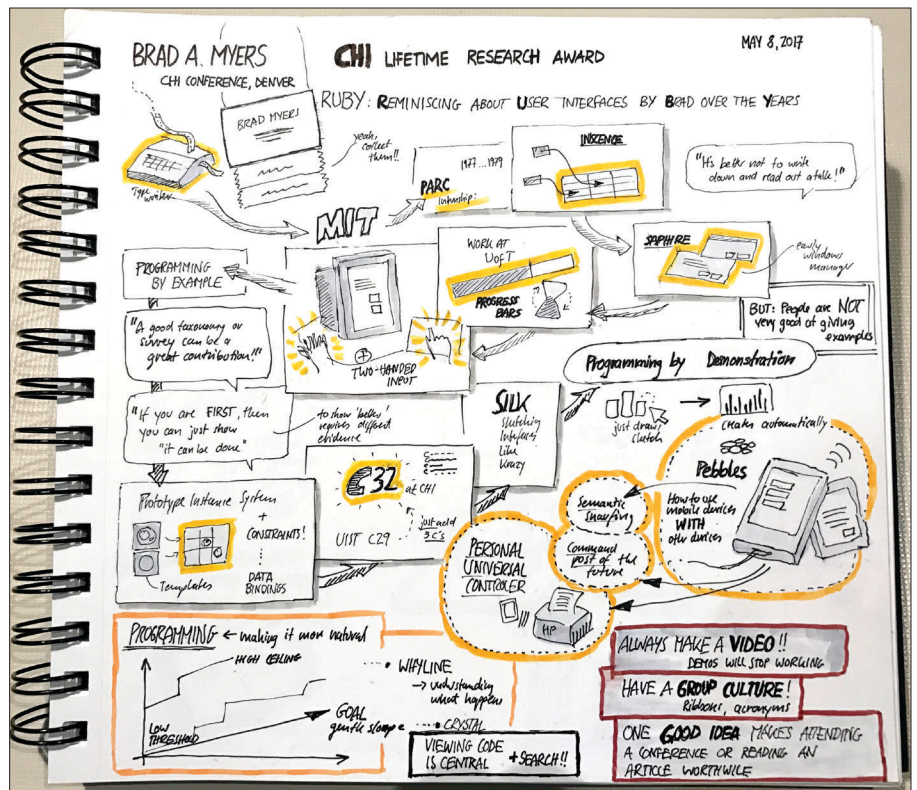 BRAD A. MYERS
CHI CONFERENCE, DENVER
CHI LIFETIME RESEARCH AWARD
MAY 8, 2017
RUBY: REMINISCING ABOUT USER INTERFACES BY BRAD OVER THE YEARS
BRAD MYERS
yeah,
collect
them!!
Type
writer
MIT
1977...1979
PARC
Internship:
INSCENCE
"It's better not to write
down and read out a talk!"
SAPHIRE
early
windows
manager
WORK AT
UofT
PROGRESS
BARS
PROGRAMMING
BY EXAMPLE
TWO-HANDED
INPUT
BUT: People are NOT
very good at giving
examples
"A good taxonomy or
survey can be a
great contribution!!"
Programming by Demonstration
"If you are FIRST, then
you can just show
"it can be done"
to show 'better'
requires different
evidence
SILK
Sketching
Interfaces
Like
Krazy
just draw/
sketch
creates automatically
Pebbles
How to use
mobile devices
WITH
other devices
C32 at CHI
UIST C29
just add
3 C's
Semantic
snarfing
Command
post of the
future
Prototype Instance System
+
CONSTRAINTS!
DATA
BINDINGS
Templates
PERSONAL
UNIVERSAL
CONTROLER
HP
PROGRAMMING ← making it more natural
HIGH CEILING
LOW
THRESHOLD
GOAL
gentle slope
WHYLINE
→ understanding
what happens
CRYSTAL
VIEWING CODE
IS CENTRAL + SEARCH!!
ALWAYS MAKE A VIDEO!!
DEMOS WILL STOP WORKING
HAVE A GROUP CULTURE!
Ribbons, acronyms
ONE GOOD IDEA MAKES ATTENDING
A CONFERENCE OR READING AN
ARTICLE WORTHWILE